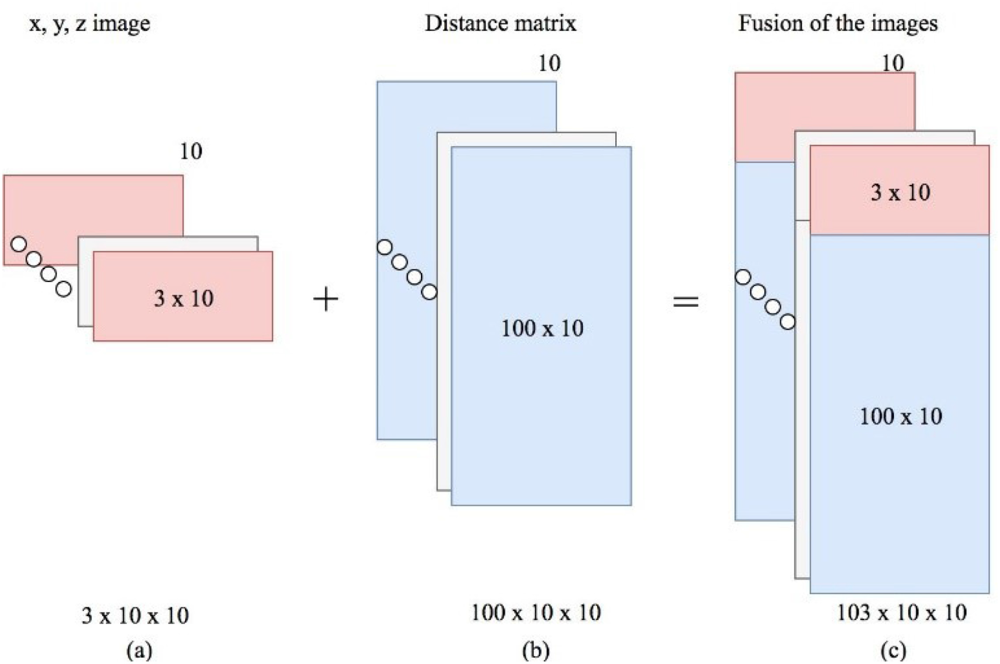 x, y, z image
Distance matrix
Fusion of the images
10
10
10
3 x 10
3 x 10
+
=
100 x 10
100 x 10
3 x 10 x 10
100 x 10 x 10
103 x 10 x 10
(a)
(b)
(c)